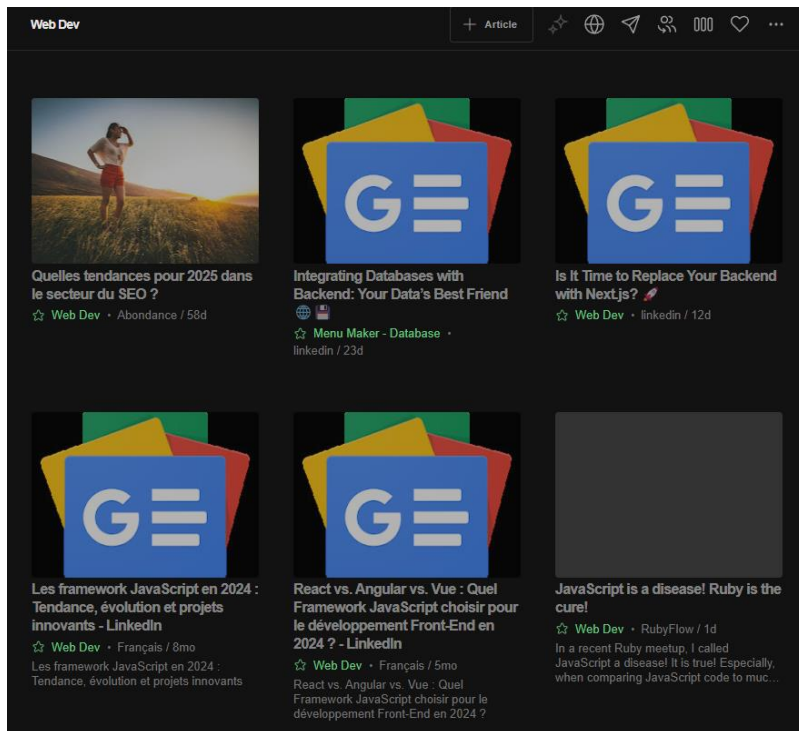 Web Dev
+ Article
...
GE
GE
Quelles tendances pour 2025 dans
le secteur du SEO ?
Web Dev • Abondance / 58d
Integrating Databases with
Backend: Your Data's Best Friend
🌐 💾
Menu Maker - Database •
linkedin / 23d
Is It Time to Replace Your Backend
with Next.js? 🚀
Web Dev • linkedin / 12d
GE
GE
Les framework JavaScript en 2024 :
Tendance, évolution et projets
innovants - LinkedIn
Web Dev • Français / 8mo
Les framework JavaScript en 2024 :
Tendance, évolution et projets innovants
React vs. Angular vs. Vue : Quel
Framework JavaScript choisir pour
le développement Front-End en
2024 ? - LinkedIn
Web Dev • Français / 5mo
React vs. Angular vs. Vue : Quel
Framework JavaScript choisir pour le
développement Front-End en 2024 ?
JavaScript is a disease! Ruby is the
cure!
Web Dev • RubyFlow / 1d
In a recent Ruby meetup, I called
JavaScript a disease! It is true! Especially,
when comparing JavaScript code to muc...